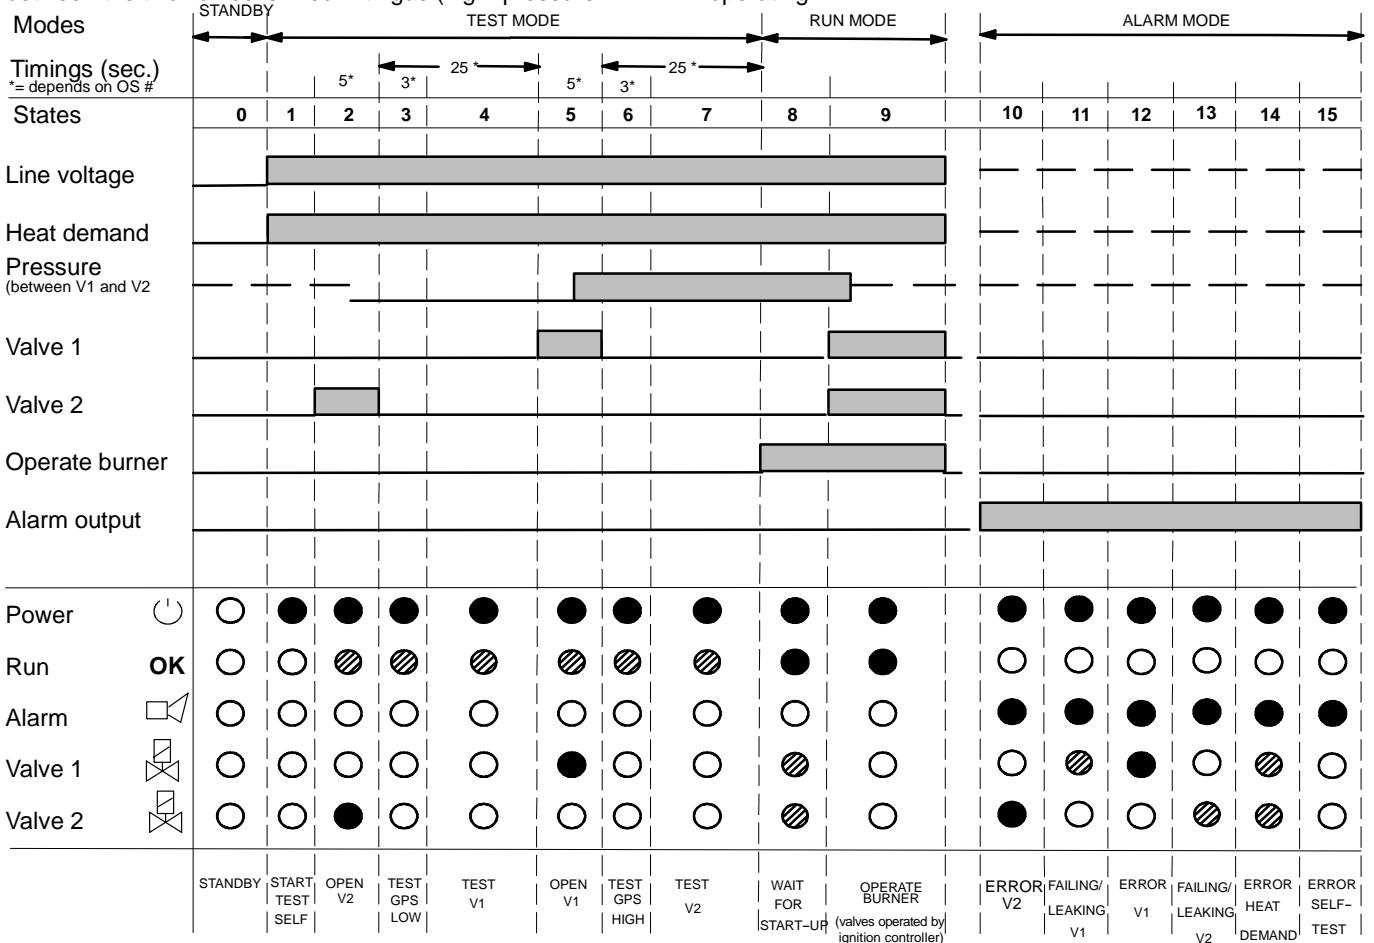 STANDBY
TEST MODE
RUN MODE
ALARM MODE
Modes
Timings (sec.)
*= depends on OS #
5* 3* 25 * 5* 3* 25 *
States 0 1 2 3 4 5 6 7 8 9 10 11 12 13 14 15
Line voltage
Heat demand
Pressure
(between V1 and V2
Valve 1
Valve 2
Operate burner
Alarm output
Power
Run OK
Alarm
Valve 1
Valve 2
STANDBY
START
TEST
SELF
OPEN
V2
TEST
GPS
LOW
TEST
V1
OPEN
V1
TEST
GPS
HIGH
TEST
V2
WAIT
FOR
START–UP
OPERATE
BURNER
(valves operated by
ignition controller)
ERROR
V2
FAILING/
LEAKING
V1
ERROR
V1
FAILING/
LEAKING
V2
ERROR
HEAT
DEMAND
ERROR
SELF–
TEST